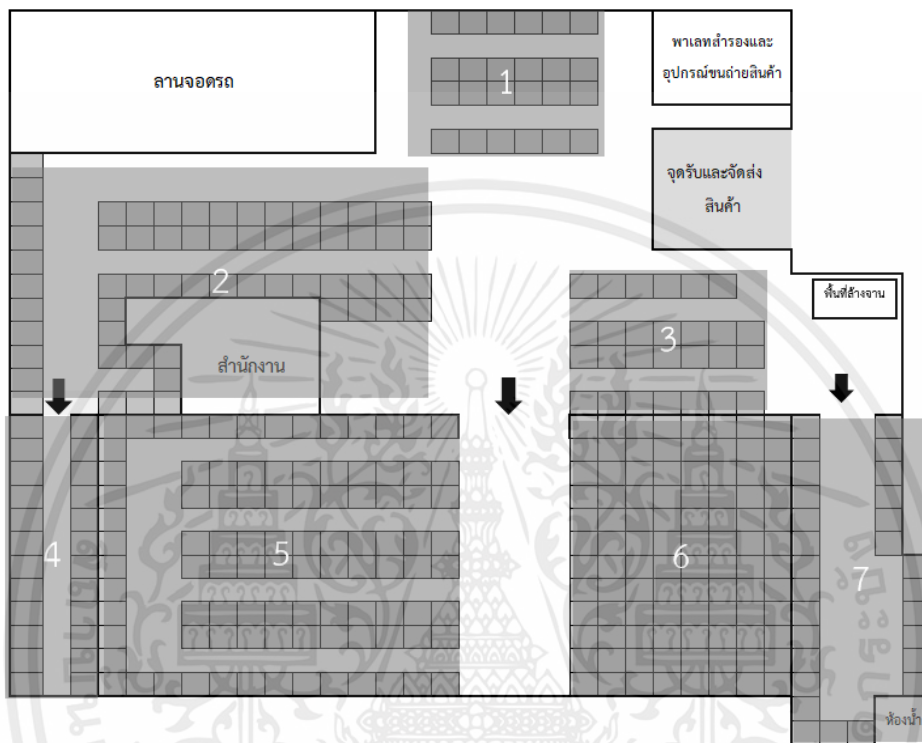 ลานจอดรถ
1
พาเลทสำรองและ
อุปกรณ์ขนถ่ายสินค้า
จุดรับและจัดส่ง
สินค้า
2
พื้นที่ล้างจาน
3
สำนักงาน
4
5
6
7
ห้องน้ำ